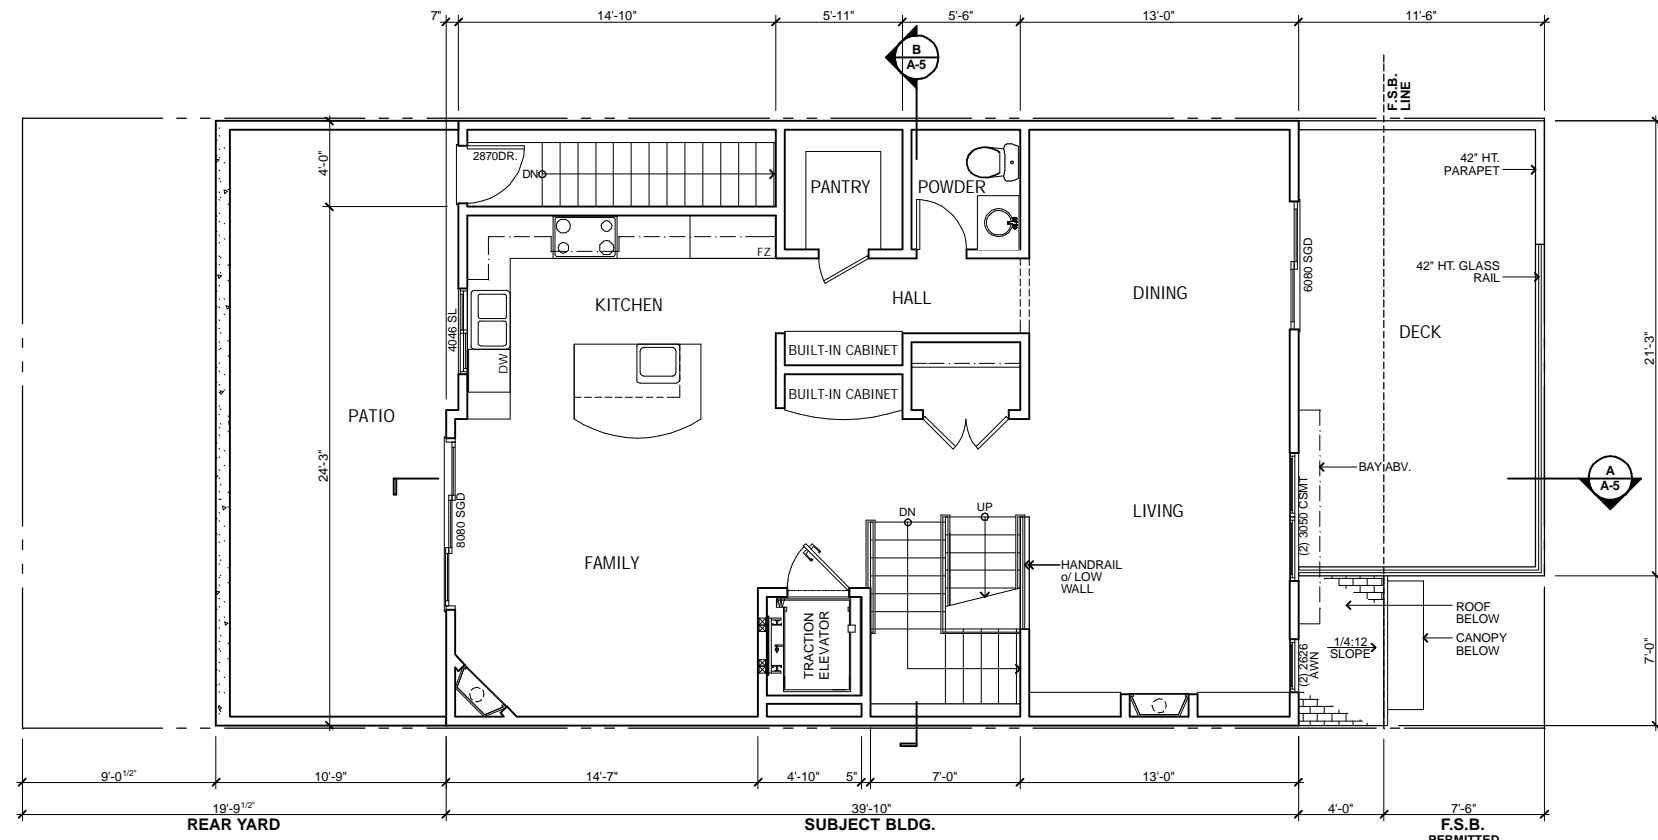 7"
14'-10"
5'-11"
5'-6"
13'-0"
11'-6"
B
A-5
F.S.B.
LINE
4'-0"
2870DR.
DN
PANTRY
POWDER
42" HT.
PARAPET
FZ
6080 SGD
42" HT. GLASS
RAIL
KITCHEN
HALL
DINING
DECK
4046 SL
DW
BUILT-IN CABINET
BUILT-IN CABINET
21'-3"
PATIO
24'-3"
BAY ABV.
A
A-5
8080 SGD
DN
UP
LIVING
(2) 3050 CSMT
FAMILY
HANDRAIL
o/ LOW
WALL
TRACTION
ELEVATOR
ROOF
BELOW
1/4:12
SLOPE
CANOPY
BELOW
(2) 2626
AWN
7'-0"
9'-0 1/2"
10'-9"
14'-7"
4'-10"
5"
7'-0"
13'-0"
19'-9 1/2"
39'-10"
4'-0"
7'-6"
REAR YARD
SUBJECT BLDG.
F.S.B.
PERMITTED